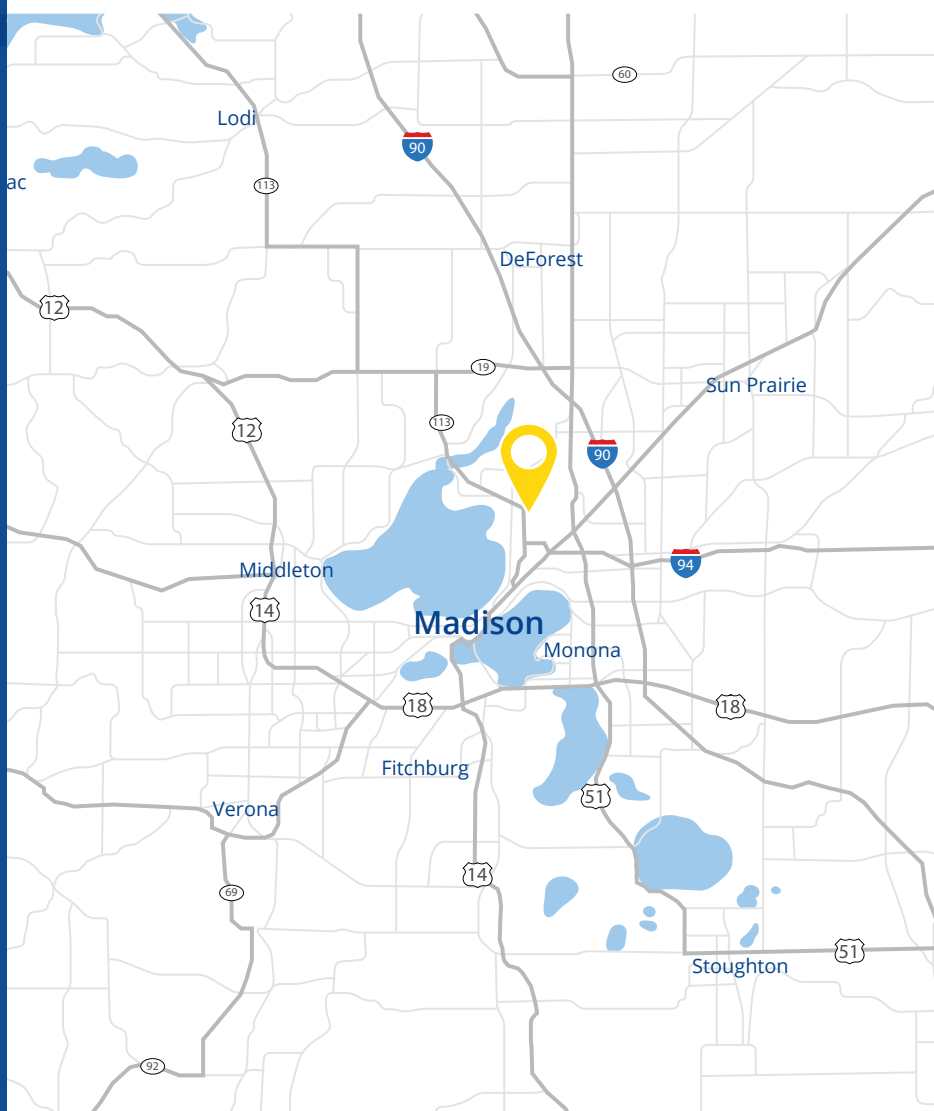 60
Lodi
90
ac
113
DeForest
12
19
Sun Prairie
113
12
90
94
Middleton
14
Madison
Monona
18
18
Fitchburg
51
Verona
14
69
51
Stoughton
92